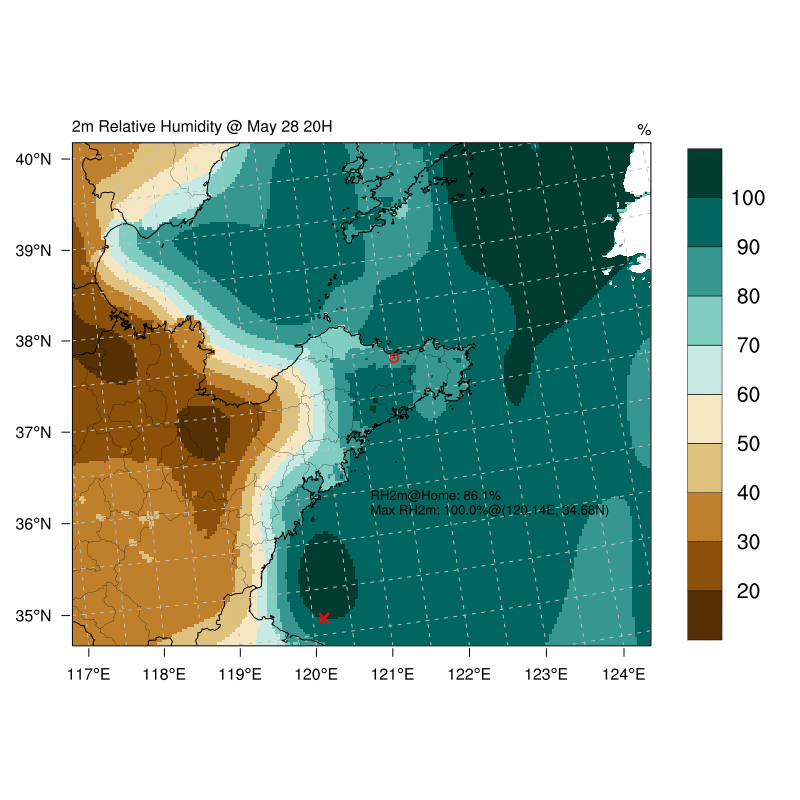 2m Relative Humidity @ May 28 20H
%
40°N
39°N
38°N
37°N
36°N
35°N
117°E 118°E 119°E 120°E 121°E 122°E 123°E 124°E
RH2m@Home: 86.1%
Max RH2m: 100.0%@(120.14E, 34.68N)
100
90
80
70
60
50
40
30
20